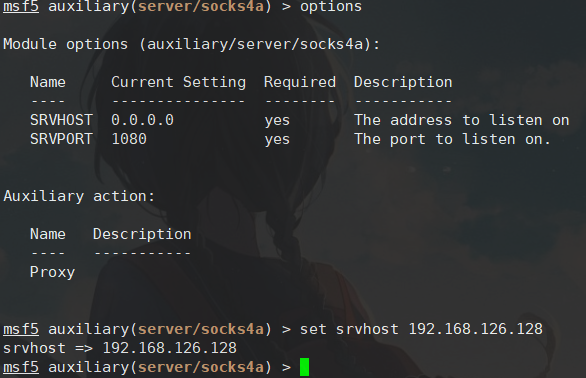 msf5 auxiliary(server/socks4a) > options
Module options (auxiliary/server/socks4a):
Name Current Setting Required Description
---- --------------- -------- -----------
SRVHOST 0.0.0.0 yes The address to listen on
SRVPORT 1080 yes The port to listen on.
Auxiliary action:
Name Description
---- -----------
Proxy
msf5 auxiliary(server/socks4a) > set srvhost 192.168.126.128
srvhost => 192.168.126.128
msf5 auxiliary(server/socks4a) >